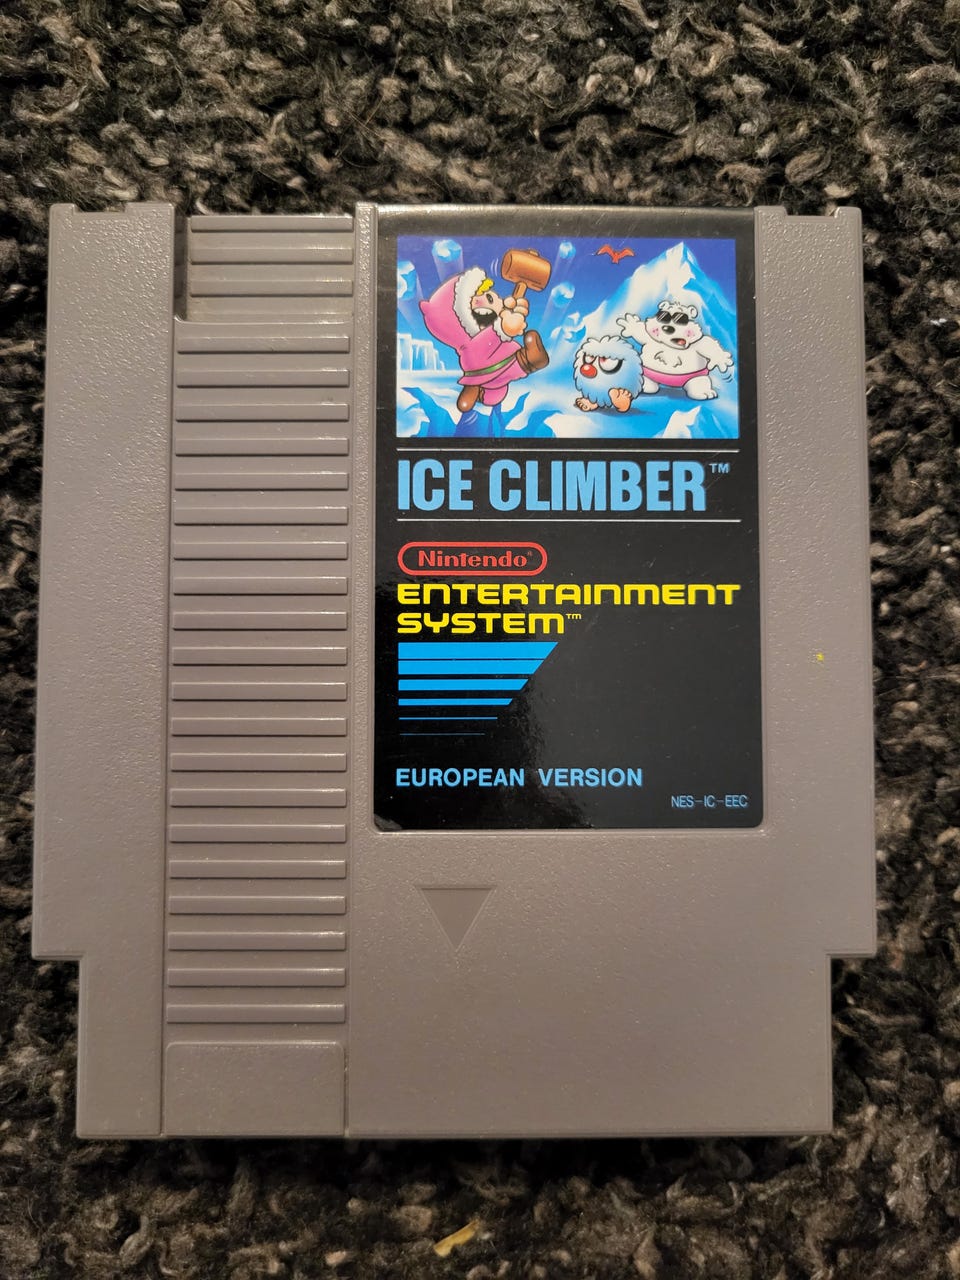 ICE CLIMBER™
Nintendo®
ENTERTAINMENT
SYSTEM™
EUROPEAN VERSION
NES-IC-EEC